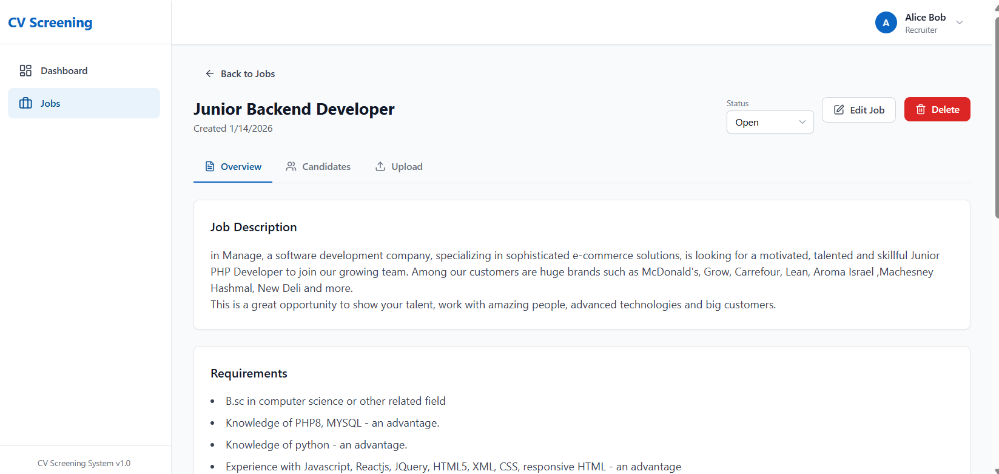 CV Screening
A
Alice Bob
Recruiter
Dashboard
Jobs
Back to Jobs
Junior Backend Developer
Created 1/14/2026
Status
Open
Edit Job
Delete
Overview
Candidates
Upload
Job Description
in Manage, a software development company, specializing in sophisticated e-commerce solutions, is looking for a motivated, talented and skillful Junior
PHP Developer to join our growing team. Among our customers are huge brands such as McDonald's, Grow, Carrefour, Lean, Aroma Israel ,Machesney
Hashmal, New Deli and more.
This is a great opportunity to show your talent, work with amazing people, advanced technologies and big customers.
Requirements
• B.sc in computer science or other related field
• Knowledge of PHP8, MYSQL - an advantage.
• Knowledge of python - an advantage.
• Experience with Javascript, Reactjs, JQuery, HTML5, XML, CSS, responsive HTML - an advantage
CV Screening System v1.0